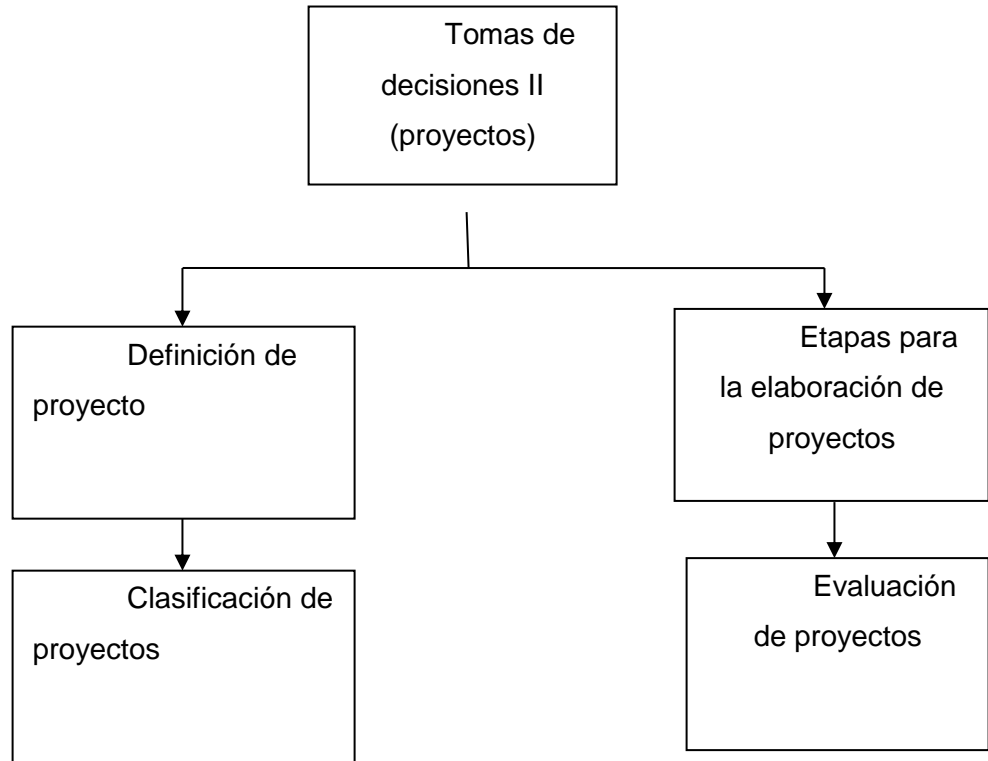 Tomas de
decisiones II
(proyectos)
Definición de
proyecto
Etapas para
la elaboración de
proyectos
Clasificación de
proyectos
Evaluación
de proyectos